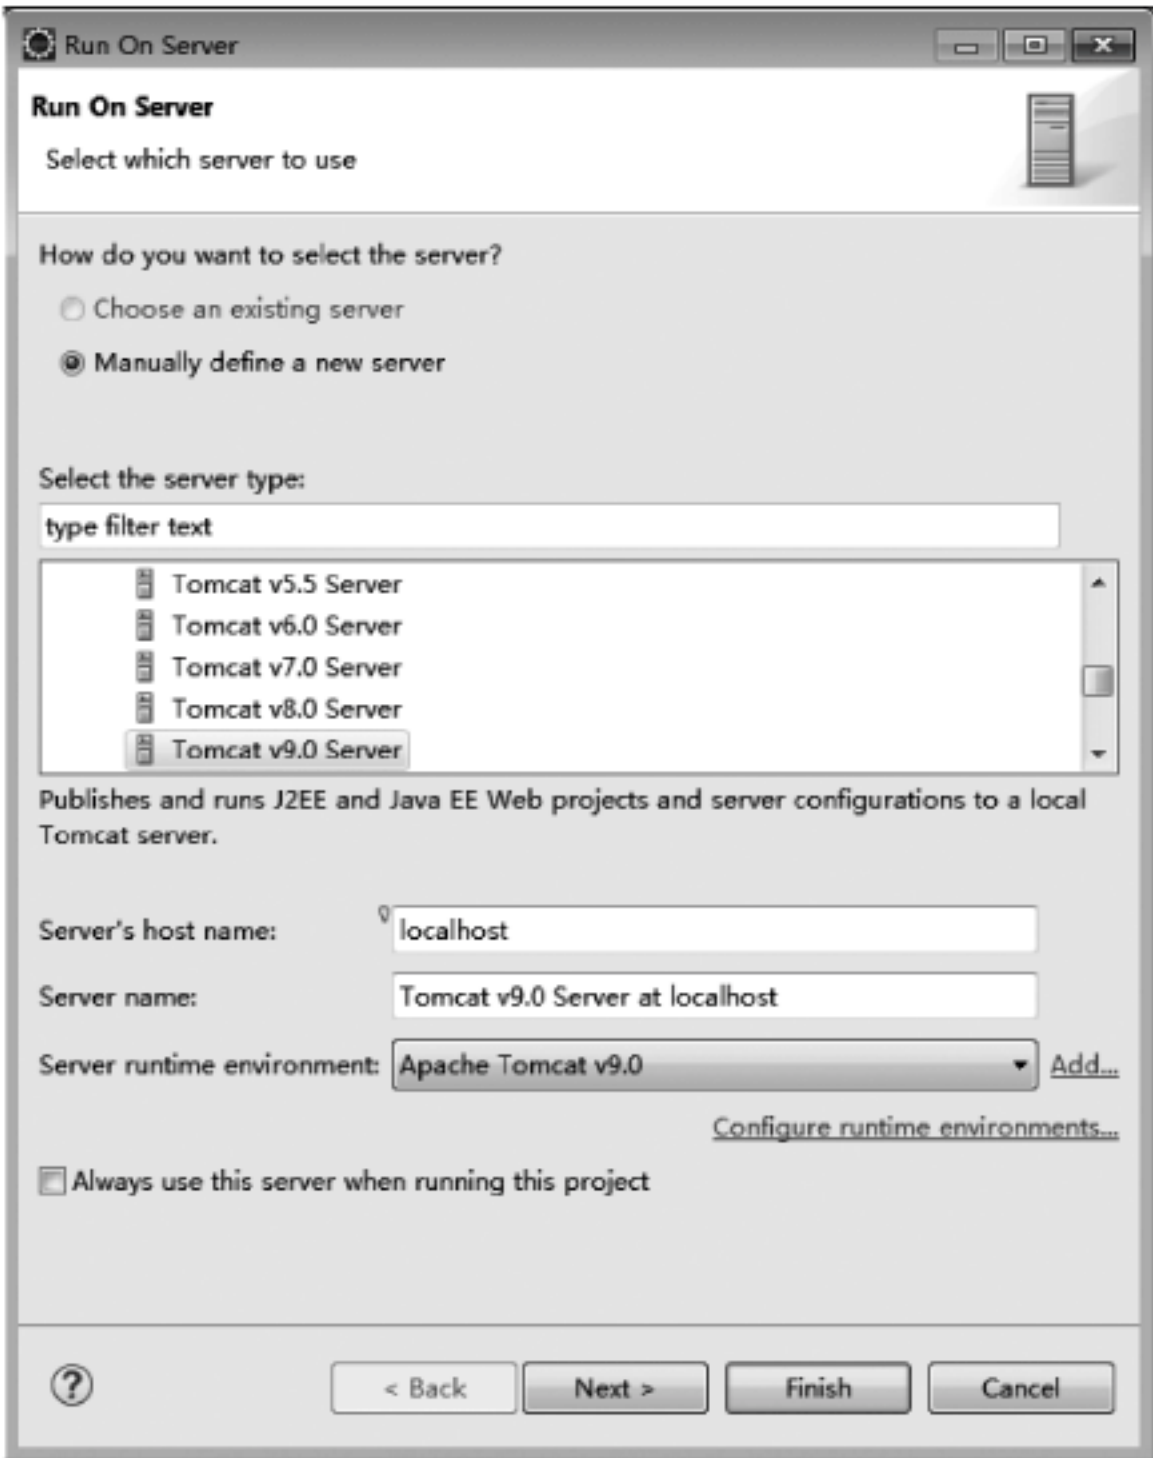 Run On Server
Run On Server
Select which server to use
How do you want to select the server?
Choose an existing server
Manually define a new server
Select the server type:
type filter text
Tomcat v5.5 Server
Tomcat v6.0 Server
Tomcat v7.0 Server
Tomcat v8.0 Server
Tomcat v9.0 Server
Publishes and runs J2EE and Java EE Web projects and server configurations to a local
Tomcat server.
Server's host name: localhost
Server name: Tomcat v9.0 Server at localhost
Server runtime environment: Apache Tomcat v9.0 Add...
Configure runtime environments...
Always use this server when running this project
? < Back Next > Finish Cancel